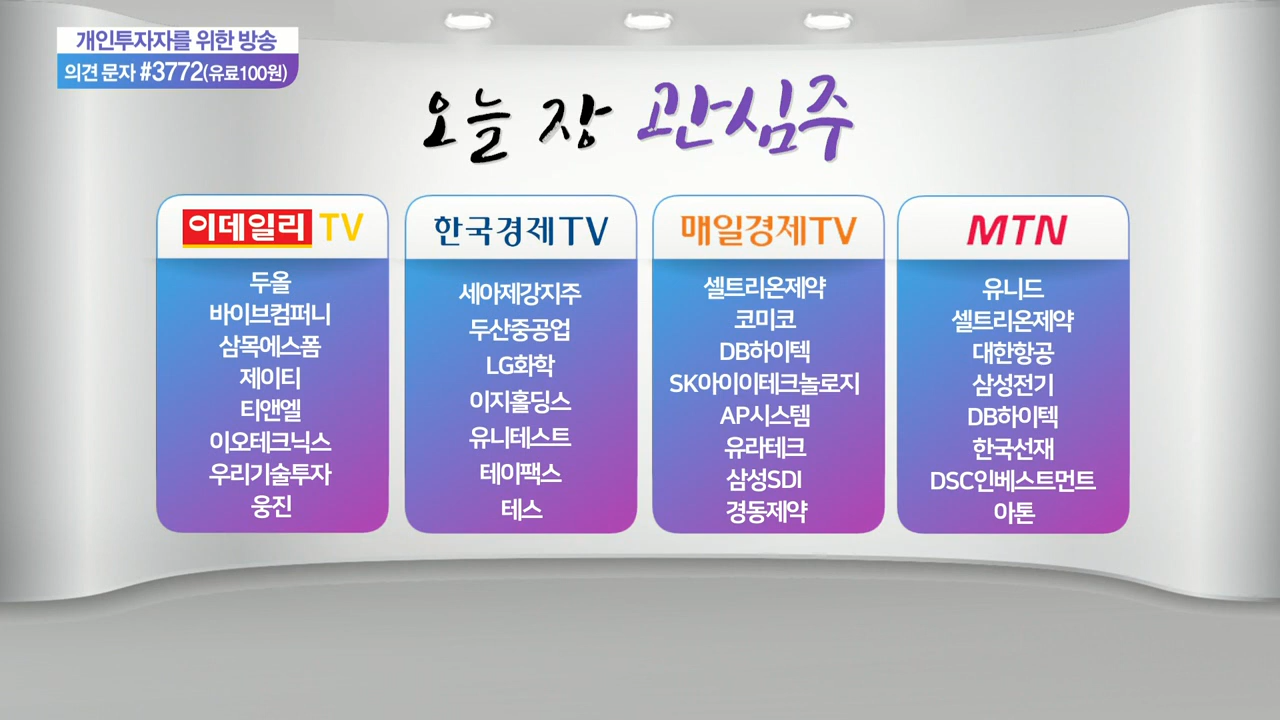 개인투자자를 위한 방송
의견 문자 #3772(유료100원)
오늘 장 관심주
이데일리 TV
두올
바이브컴퍼니
삼목에스폼
제이티
티앤엘
이오테크닉스
우리기술투자
웅진
한국경제TV
세아제강지주
두산중공업
LG화학
이지홀딩스
유니테스트
테이팩스
테스
매일경제TV
셀트리온제약
코미코
DB하이텍
SK아이이테크놀로지
AP시스템
유라테크
삼성SDI
경동제약
MTN
유니드
셀트리온제약
대한항공
삼성전기
DB하이텍
한국선재
DSC인베스트먼트
아톤